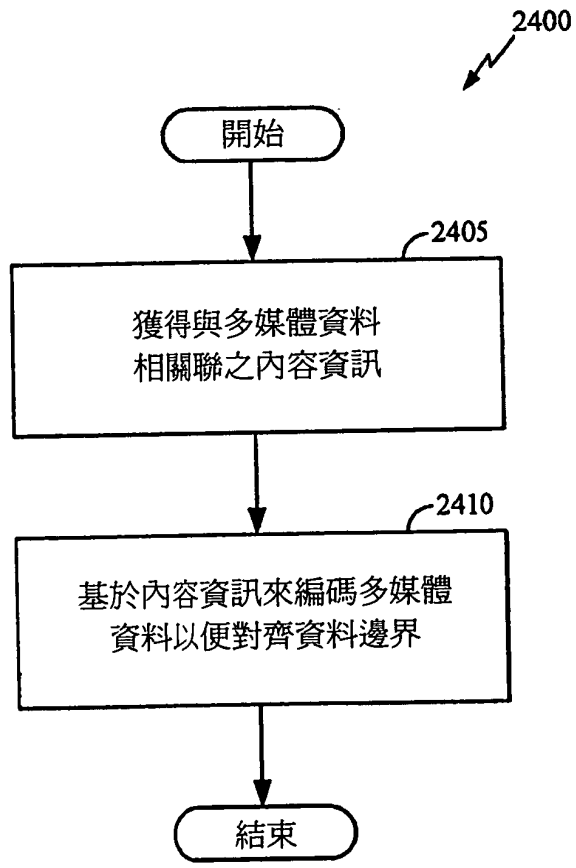 2400
開始
2405
獲得與多媒體資料
相關聯之內容資訊
2410
基於內容資訊來編碼多媒體
資料以便對齊資料邊界
結束